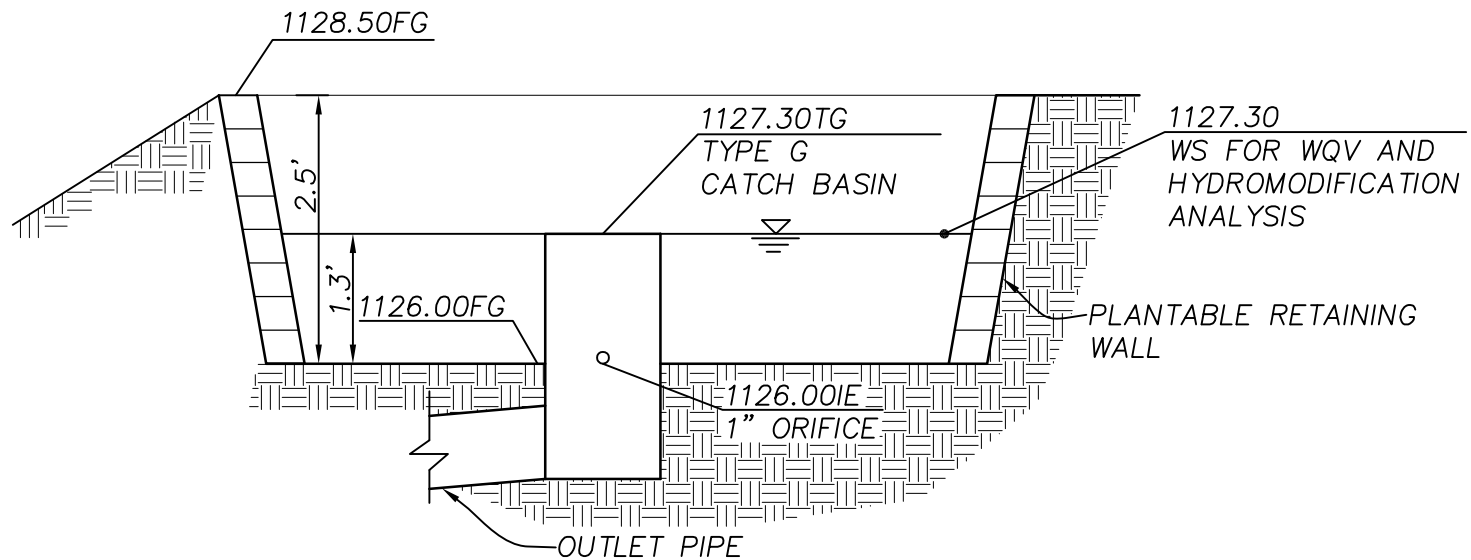 1128.50FG
1127.30TG
TYPE G
CATCH BASIN
1127.30
WS FOR WQV AND
HYDROMODIFICATION
ANALYSIS
2.5'
1.3'
1126.00FG
PLANTABLE RETAINING
WALL
1126.00IE
1" ORIFICE
OUTLET PIPE